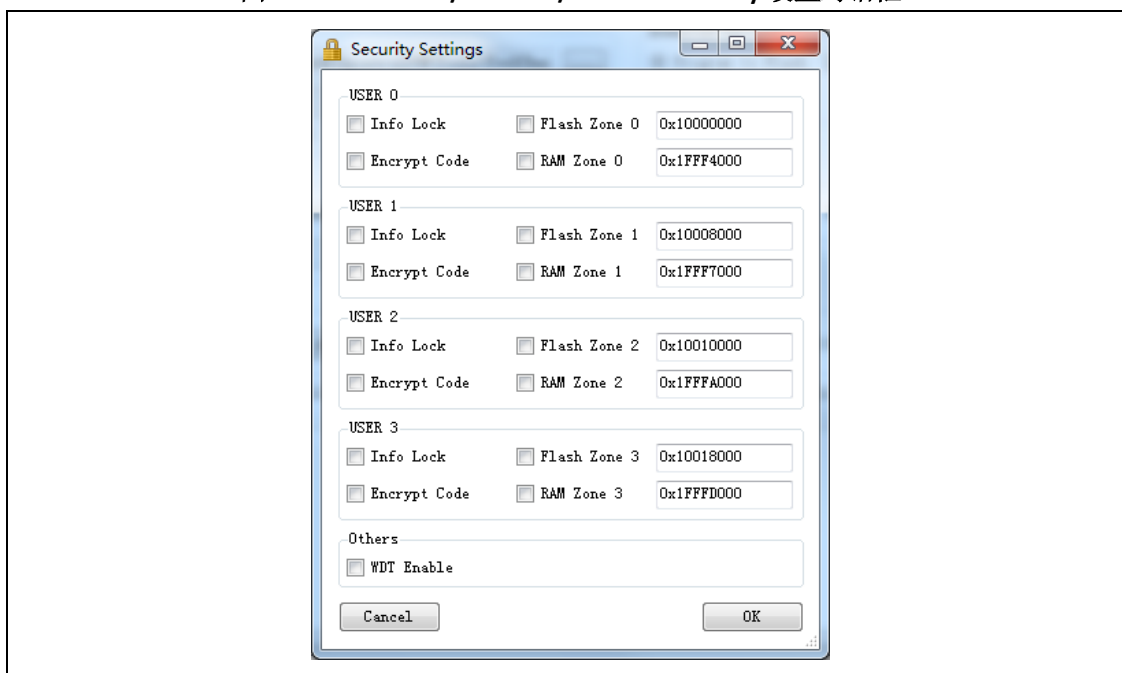 Security Settings
USER 0
Info Lock Flash Zone 0 0x10000000
Encrypt Code RAM Zone 0 0x1FFF4000
USER 1
Info Lock Flash Zone 1 0x10008000
Encrypt Code RAM Zone 1 0x1FFF7000
USER 2
Info Lock Flash Zone 2 0x10010000
Encrypt Code RAM Zone 2 0x1FFFA000
USER 3
Info Lock Flash Zone 3 0x10018000
Encrypt Code RAM Zone 3 0x1FFFD000
Others
WDT Enable
Cancel OK